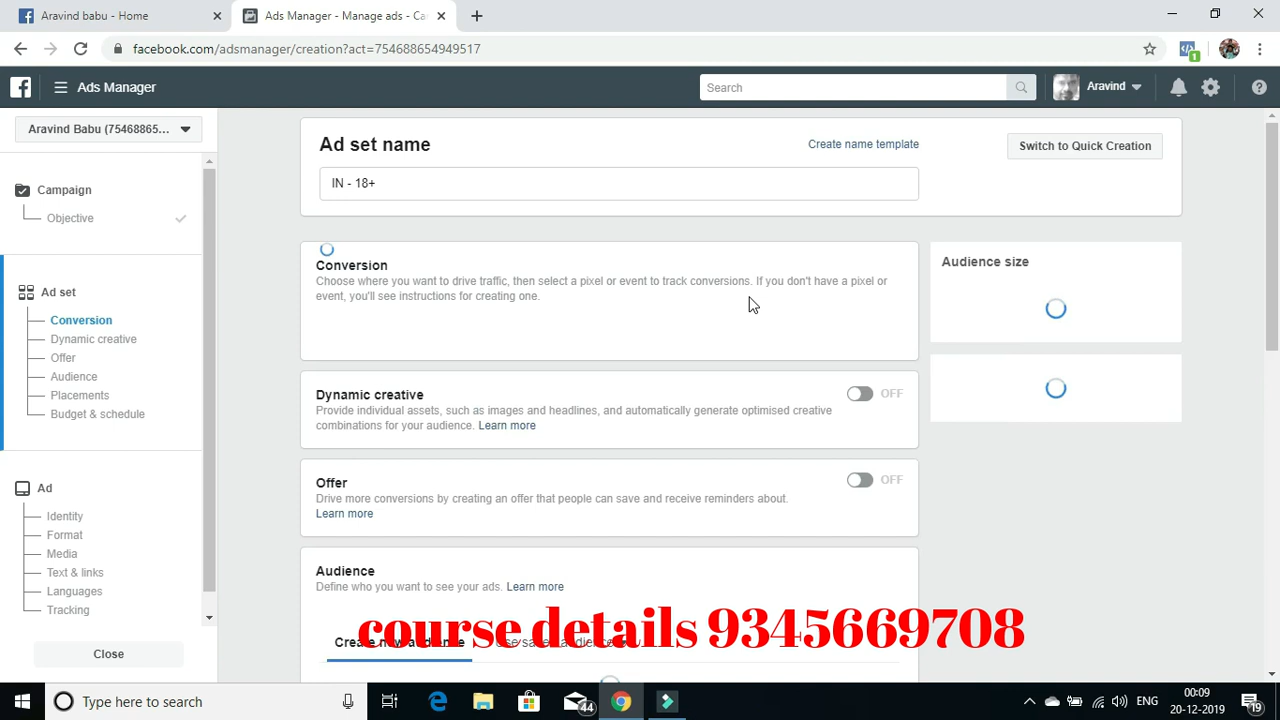 Aravind babu - Home
Ads Manager - Manage ads - Ca
facebook.com/adsmanager/creation?act=754688654949517
1
Ads Manager
Search
Aravind
Aravind Babu (75468865...
Campaign
Objective
Ad set
Conversion
Dynamic creative
Offer
Audience
Placements
Budget & schedule
Ad
Identity
Format
Media
Text & links
Languages
Tracking
Close
Ad set name
Create name template
Switch to Quick Creation
IN - 18+
Conversion
Choose where you want to drive traffic, then select a pixel or event to track conversions. If you don't have a pixel or
event, you'll see instructions for creating one.
Audience size
Dynamic creative
OFF
Provide individual assets, such as images and headlines, and automatically generate optimised creative
combinations for your audience. Learn more
Offer
OFF
Drive more conversions by creating an offer that people can save and receive reminders about.
Learn more
Audience
Define who you want to see your ads. Learn more
course details 9345669708
Create new audience
Type here to search
44
ENG
00:09
20-12-2019
19